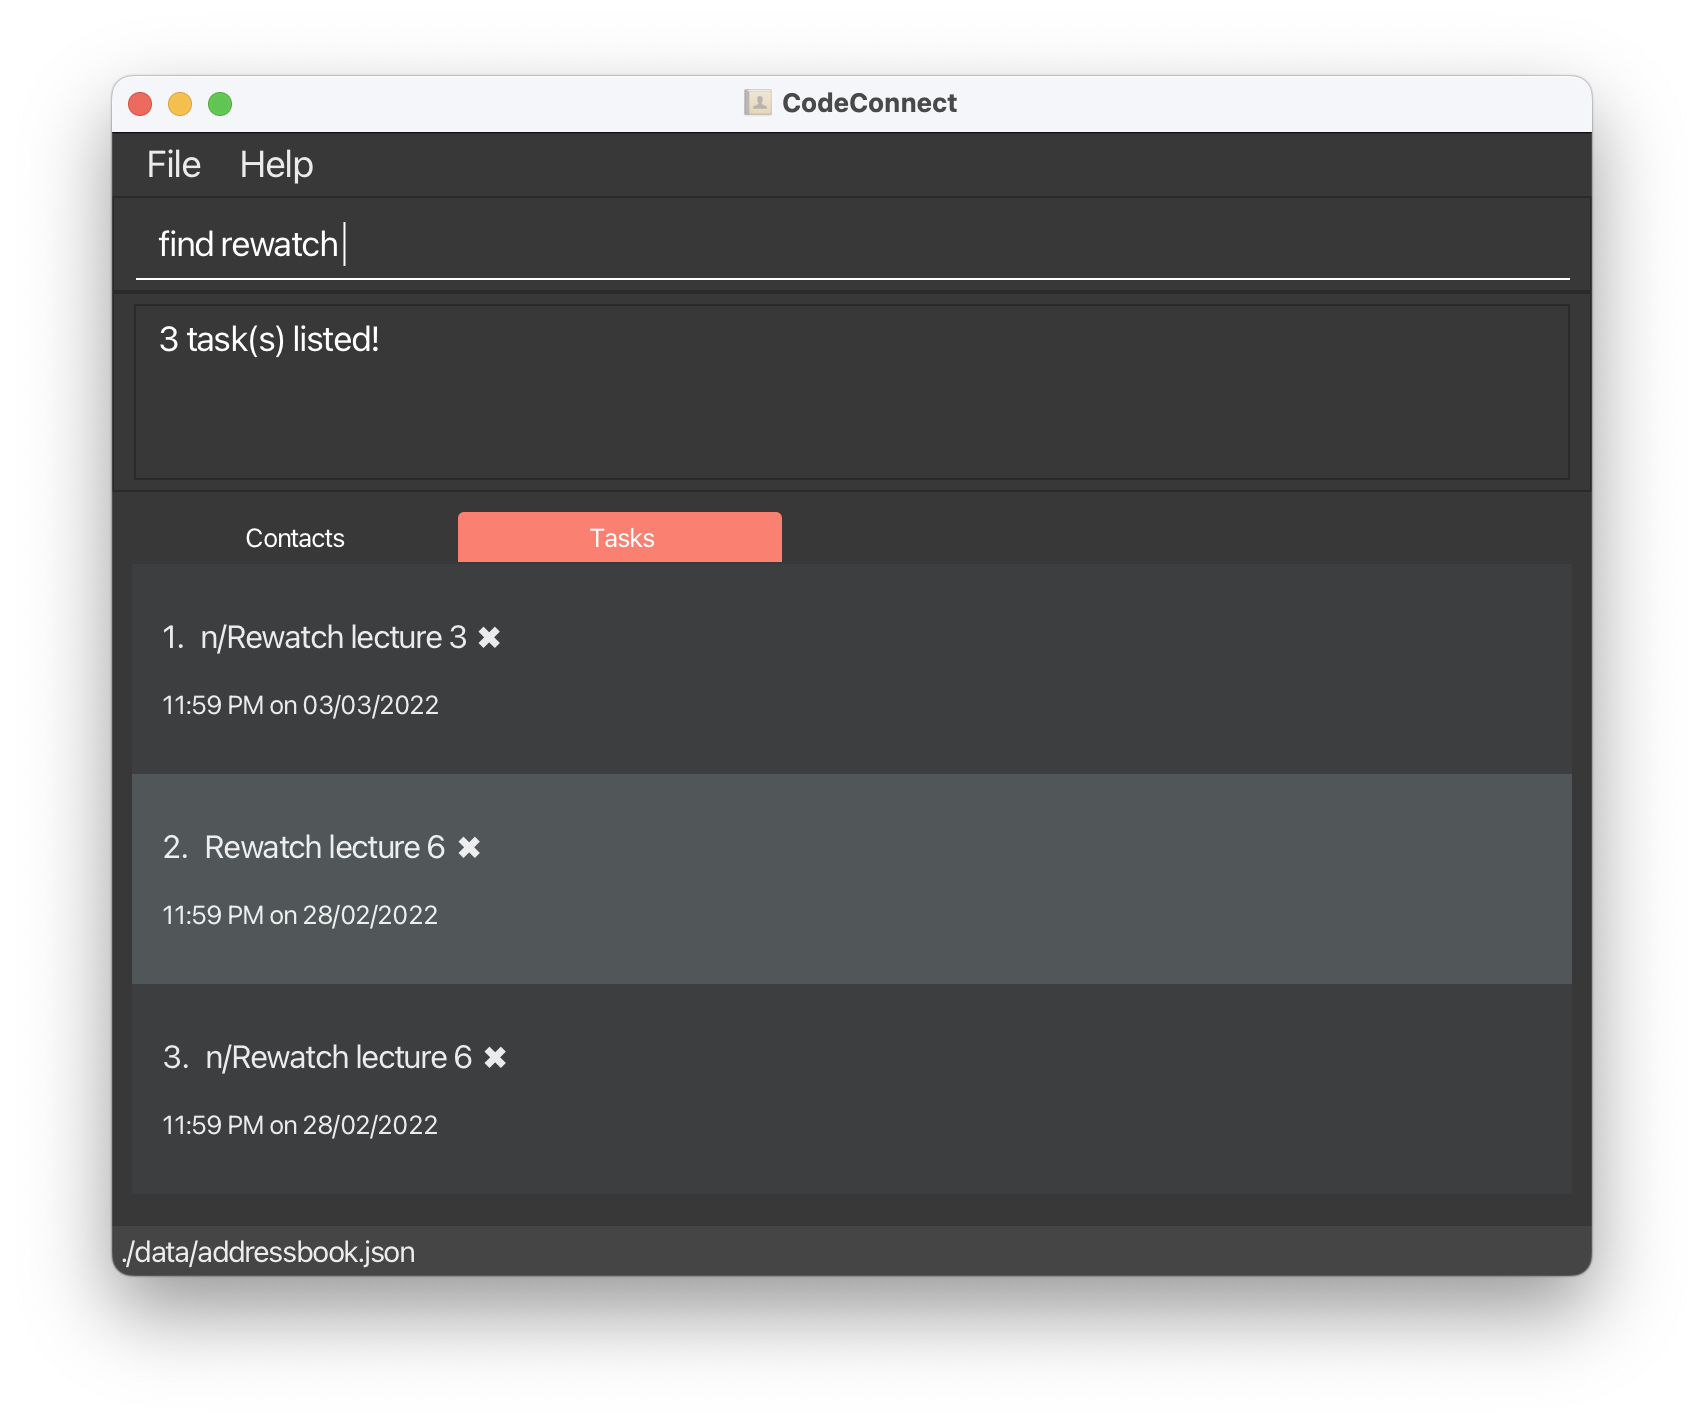 CodeConnect
File Help
find rewatch
3 task(s) listed!
Contacts Tasks
1. n/Rewatch lecture 3 ✖
11:59 PM on 03/03/2022
2. Rewatch lecture 6 ✖
11:59 PM on 28/02/2022
3. n/Rewatch lecture 6 ✖
11:59 PM on 28/02/2022
./data/addressbook.json